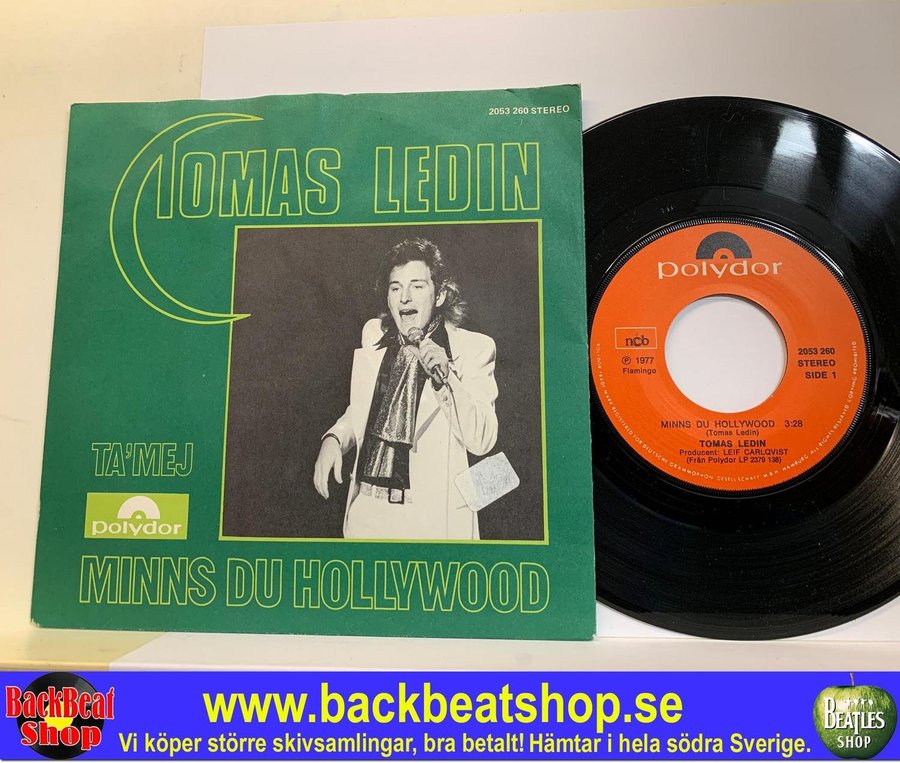 2053 260 STEREO
TOMAS LEDIN
TA'MEJ
polydor
MINNS DU HOLLYWOOD
polydor
ncb
℗ 1977
Flamingo
2053 260
STEREO
SIDE 1
MINNS DU HOLLYWOOD 3:28
(Tomas Ledin)
TOMAS LEDIN
Producent: LEIF CARLQVIST
(Från Polydor LP 2379 138)
BackBeat
Shop
www.backbeatshop.se
Vi köper större skivsamlingar, bra betalt! Hämtar i hela södra Sverige.
BEATLES
SHOP